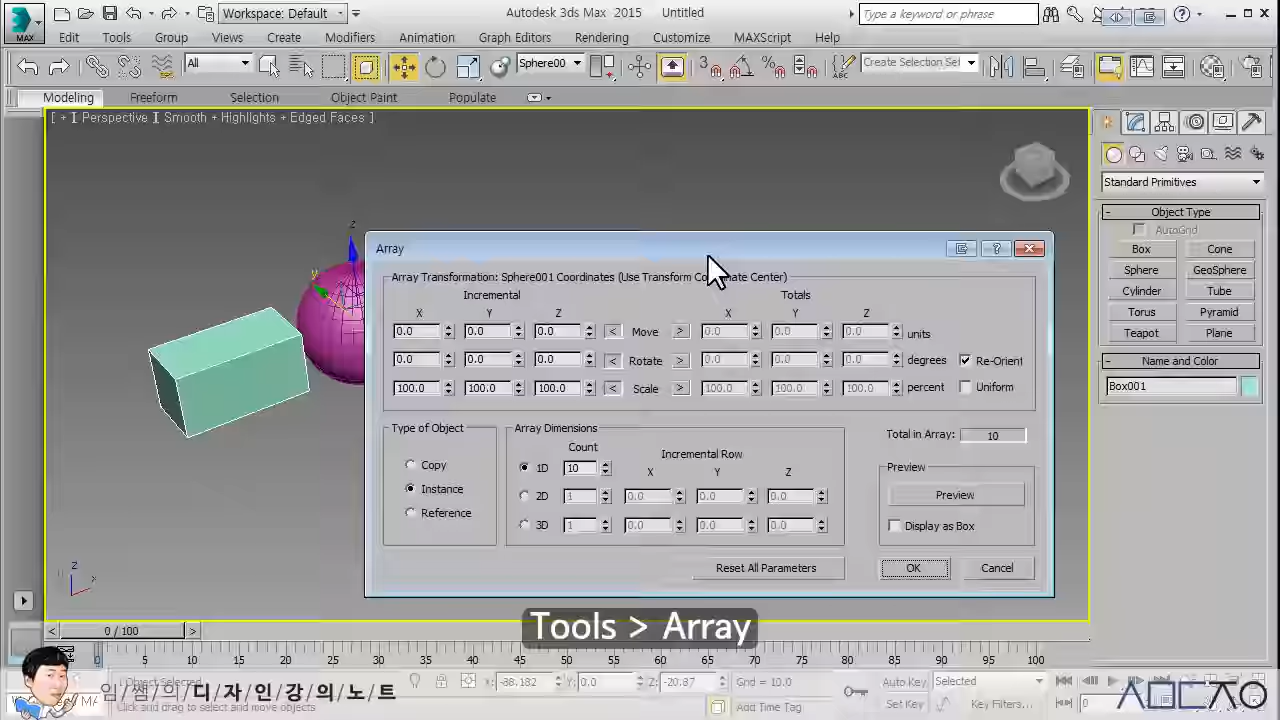 Workspace: Default
Autodesk 3ds Max 2015 Untitled
Type a keyword or phrase
MAX
Edit Tools Group Views Create Modifiers Animation Graph Editors Rendering Customize MAXScript Help
All
Sphere00
Create Selection Set
Modeling Freeform Selection Object Paint Populate
[ + ] Perspective ] Smooth + Highlights + Edged Faces ]
Standard Primitives
Object Type
AutoGrid
Box Cone
Sphere GeoSphere
Cylinder Tube
Torus Pyramid
Teapot Plane
Name and Color
Box001
z
y
Array
Array Transformation: Sphere001 Coordinates (Use Transform Coordinate Center)
Incremental Totals
X Y Z X Y Z
0.0 0.0 0.0 < Move > 0.0 0.0 0.0 units
0.0 0.0 0.0 < Rotate > 0.0 0.0 0.0 degrees Re-Orient
100.0 100.0 100.0 < Scale > 100.0 100.0 100.0 percent Uniform
Type of Object
Copy
Instance
Reference
Array Dimensions
Count
Incremental Row
X Y Z
1D 10
2D 1 0.0 0.0 0.0
3D 1 0.0 0.0 0.0
Total in Array: 10
Preview
Preview
Display as Box
Reset All Parameters OK Cancel
z
x
Tools > Array
< 0 / 100 >
0 5 10 15 20 25 30 35 40 45 50 55 60 65 70 75 80 85 90 95 100
Object Selected
X: -38.182 Y: 0.0 Z: -20.87 Grid = 10.0
Auto Key Selected
Click and drag to select and move objects
Add Time Tag
Set Key Key Filters... 0
임/쌤/의/디/자/인/강/의/노/트